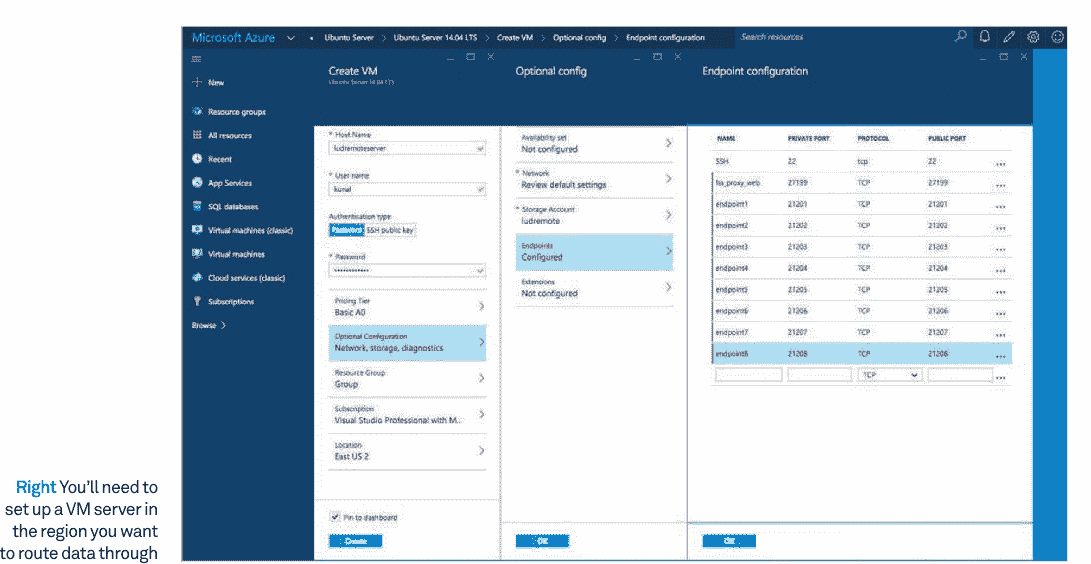 Microsoft Azure
Ubuntu Server > Ubuntu Server 14.04 LTS > Create VM > Optional config > Endpoint configuration
Search resources
New
Resource groups
All resources
Recent
App Services
SQL databases
Virtual machines (classic)
Virtual machines
Cloud services (classic)
Subscriptions
Browse >
Create VM
Ubuntu Server 14.04 LTS
* Host Name
ludremoteserver
* User name
kunal
Authentication type
Password SSH public key
* Password
************
Pricing Tier
Basic A0
Optional Configuration
Network, storage, diagnostics
Resource Group
Group
Subscription
Visual Studio Professional with M..
Location
East US 2
Pin to dashboard
Create
Optional config
Availability set
Not configured
* Network
Review default settings
* Storage Account
ludremote
Endpoints
Configured
Extensions
Not configured
OK
Endpoint configuration
NAME PRIVATE PORT PROTOCOL PUBLIC PORT
SSH 22 tcp 22 ...
27199 TCP 27199 ...
endpoint1 21201 TCP 21201 ...
endpoint2 21202 TCP 21202 ...
endpoint3 21203 TCP 21203 ...
endpoint4 21204 TCP 21204 ...
endpoint5 21205 TCP 21205 ...
endpoint6 21206 TCP 21206 ...
endpoint7 21207 TCP 21207 ...
endpoint8 21208 TCP 21208 ...
TCP ...
OK
Right You'll need to
set up a VM server in
the region you want
to route data through